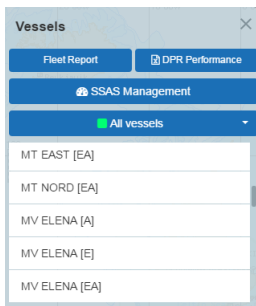 Vessels
Fleet Report
DPR Performance
SSAS Management
All vessels
MT EAST [EA]
MT NORD [EA]
MV ELENA [A]
MV ELENA [E]
MV ELENA [EA]